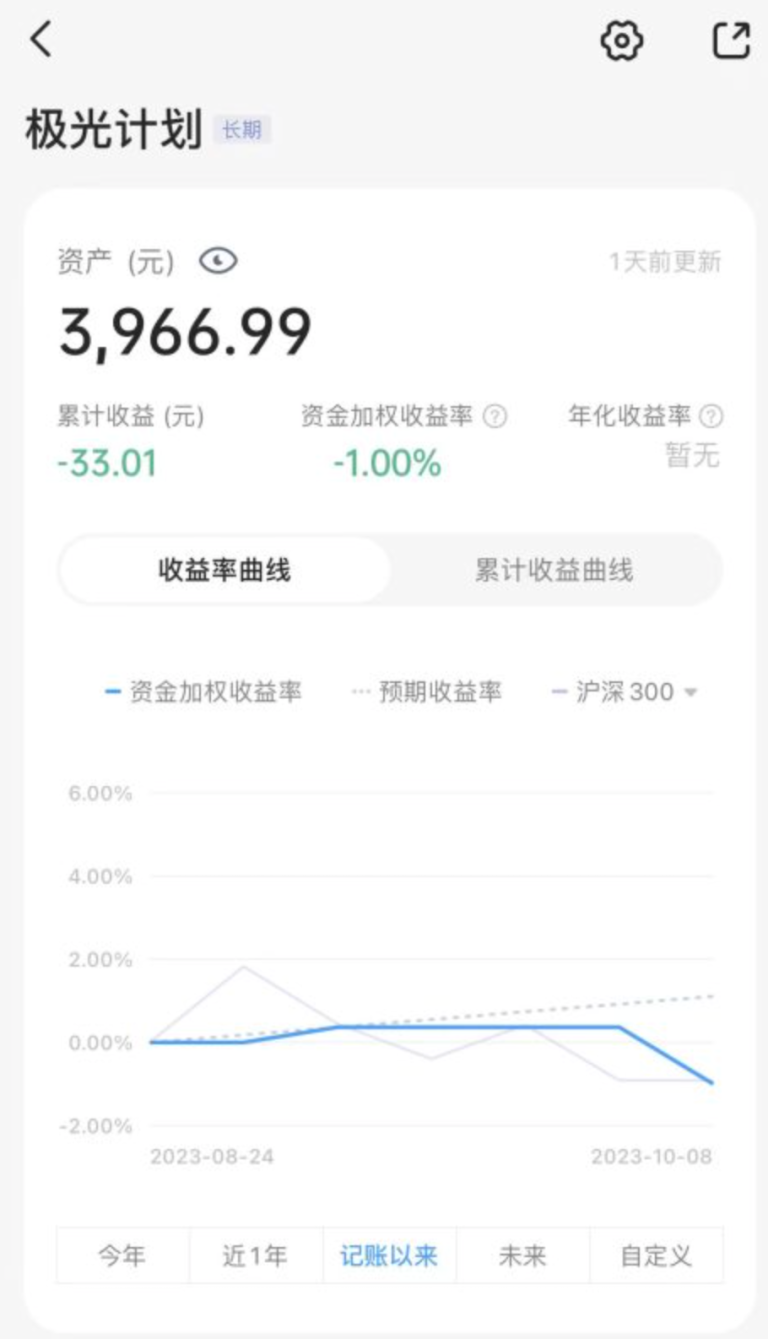 极光计划 长期
资产 (元) 1天前更新
3,966.99
累计收益 (元) 资金加权收益率 ? 年化收益率 ?
-33.01 -1.00% 暂无
收益率曲线 累计收益曲线
资金加权收益率 预期收益率 沪深300
6.00%
4.00%
2.00%
0.00%
-2.00%
2023-08-24 2023-10-08
今年 近1年 记账以来 未来 自定义